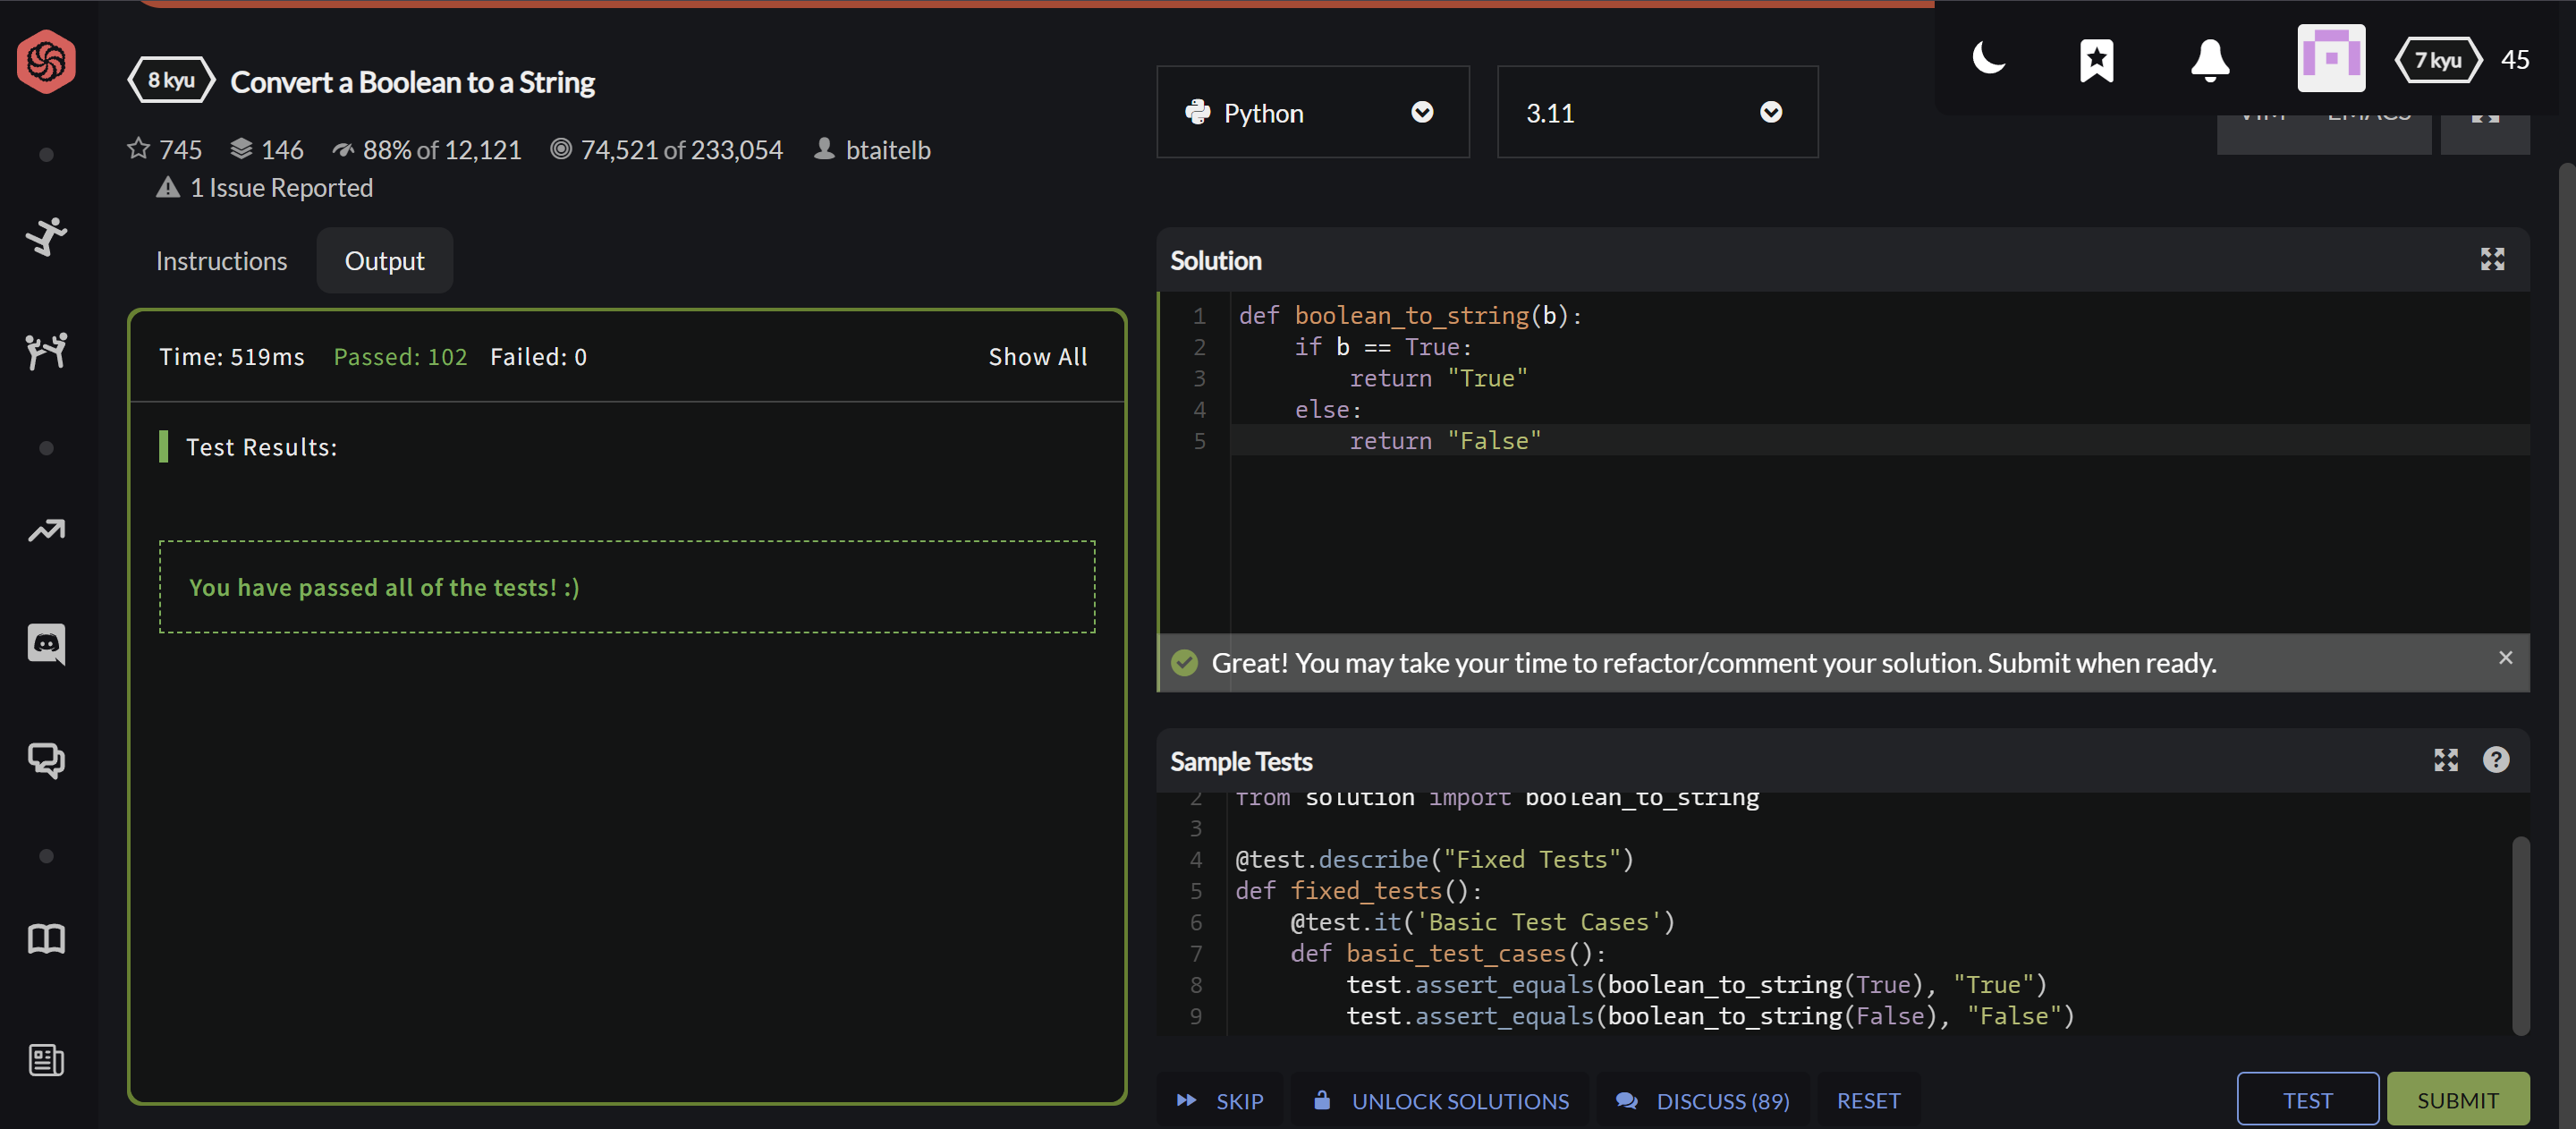 8 kyu Convert a Boolean to a String
745 146 88% of 12,121 74,521 of 233,054 btaitelb
1 Issue Reported
Python
3.11
7 kyu 45
VIM EMACS
Instructions Output
Time: 519ms Passed: 102 Failed: 0 Show All
Test Results:
You have passed all of the tests! :)
Solution
1 def boolean_to_string(b):
2     if b == True:
3         return "True"
4     else:
5         return "False"
Great! You may take your time to refactor/comment your solution. Submit when ready. ×
Sample Tests ?
2 from solution import boolean_to_string
3
4 @test.describe("Fixed Tests")
5 def fixed_tests():
6     @test.it('Basic Test Cases')
7     def basic_test_cases():
8         test.assert_equals(boolean_to_string(True), "True")
9         test.assert_equals(boolean_to_string(False), "False")
SKIP UNLOCK SOLUTIONS DISCUSS (89) RESET TEST SUBMIT